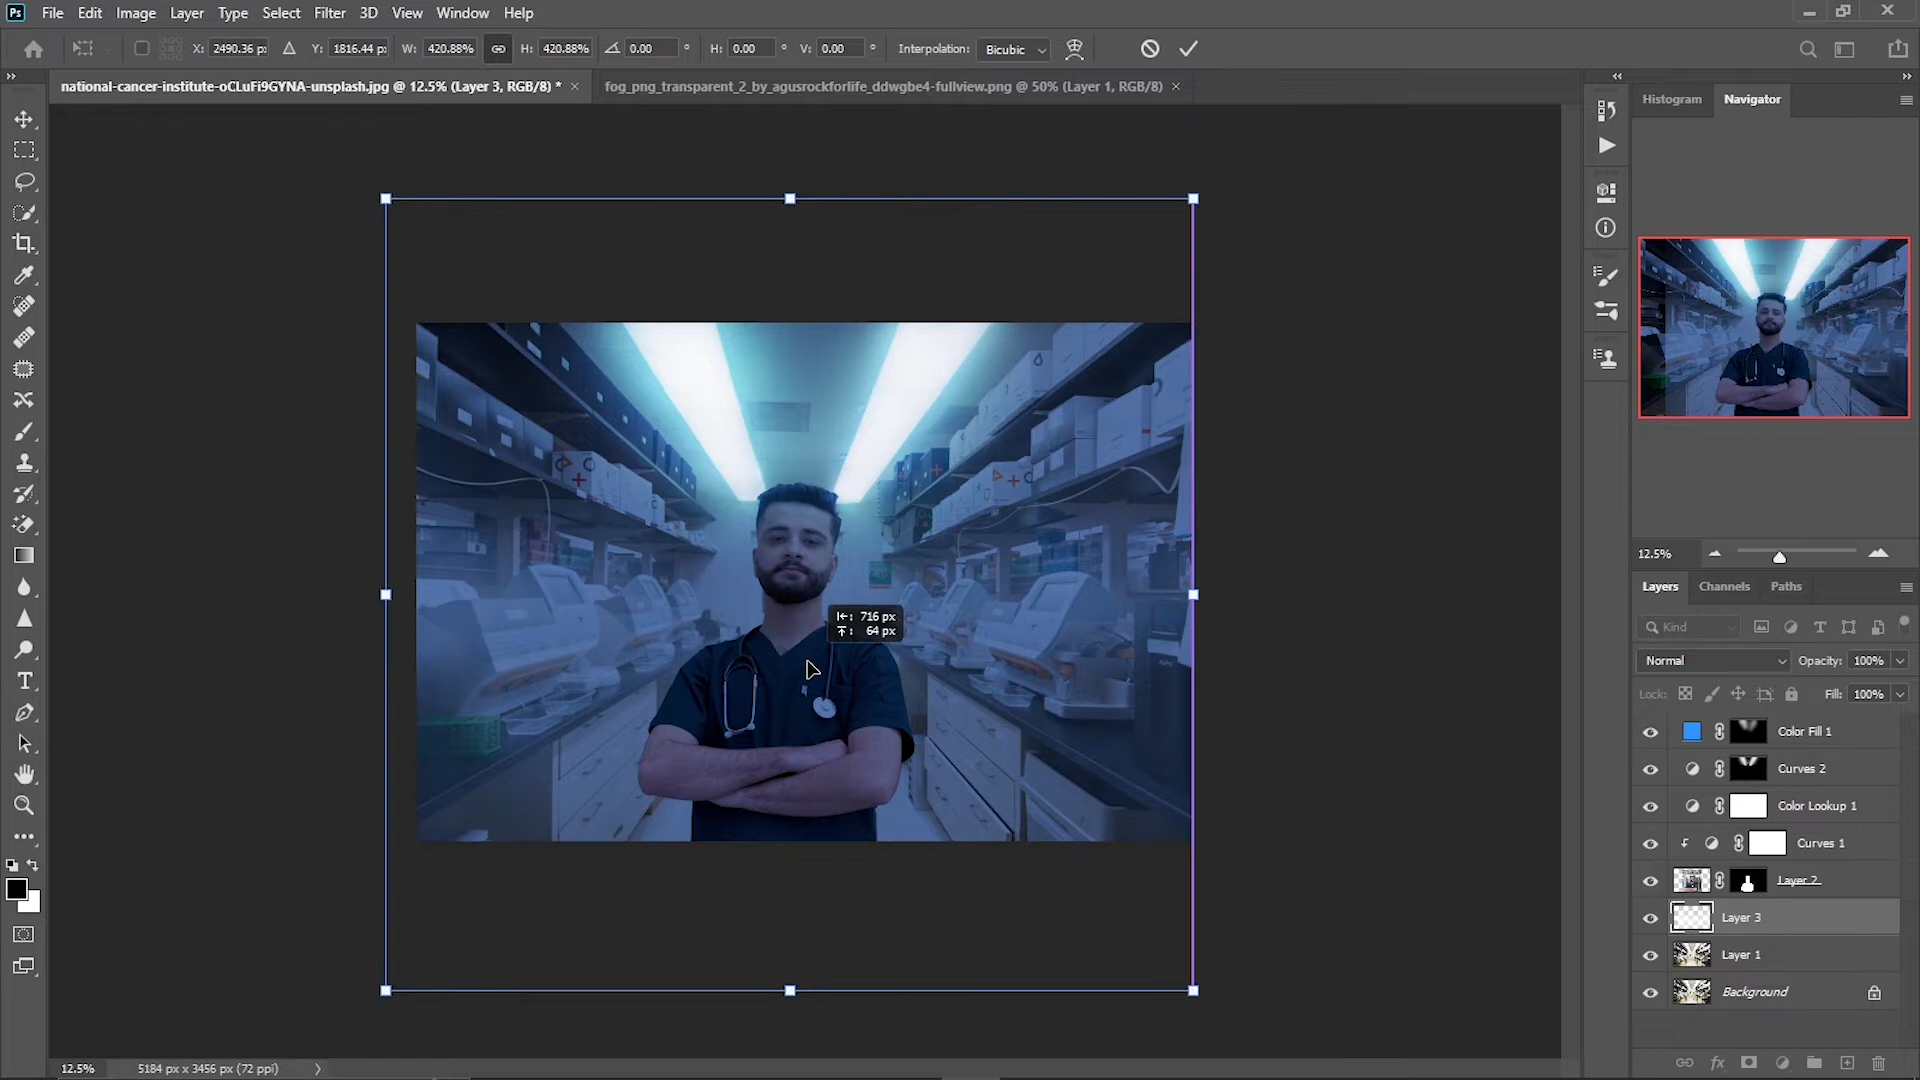 Ps File Edit Image Layer Type Select Filter 3D View Window Help
X: 2490.36 px Y: 1816.44 px W: 420.88% H: 420.88% 0.00 ° H: 0.00 ° V: 0.00 ° Interpolation: Bicubic
national-cancer-institute-oCLuFi9GYNA-unsplash.jpg @ 12.5% (Layer 3, RGB/8) * × fog_png_transparent_2_by_agusrockforlife_ddwgbe4-fullview.png @ 50% (Layer 1, RGB/8) ×
Histogram Navigator
716 px
64 px
12.5%
Layers Channels Paths
Kind
Normal Opacity: 100%
Lock: Fill: 100%
Color Fill 1
Curves 2
Color Lookup 1
Curves 1
Layer 2
Layer 3
Layer 1
Background
fx
12.5% 5184 px x 3456 px (72 ppi)